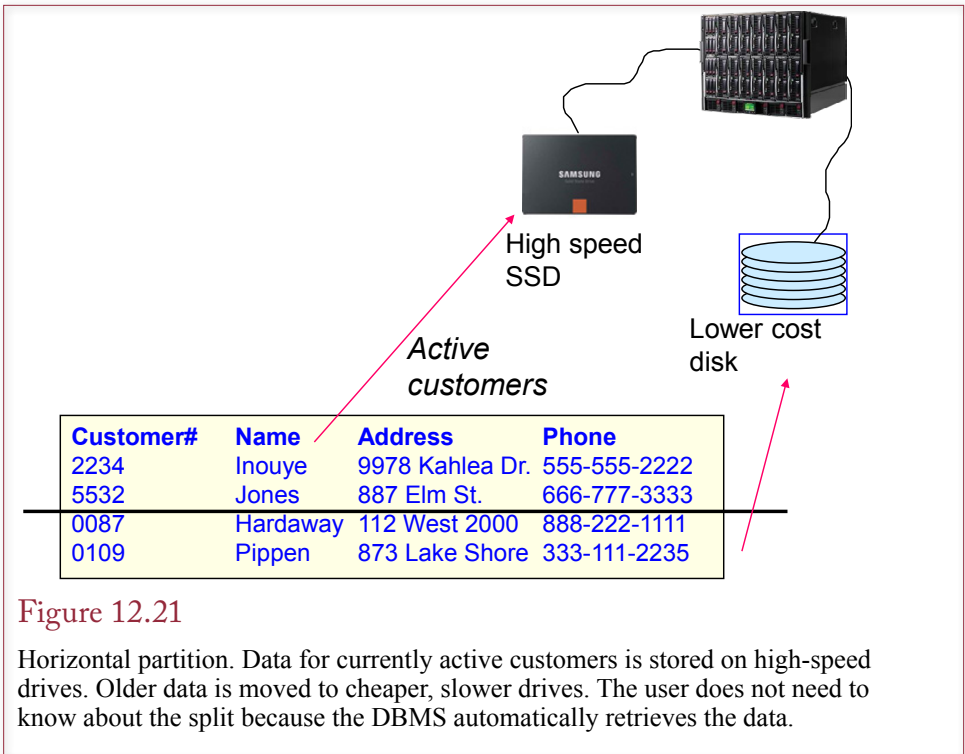 SAMSUNG
High speed
SSD
Lower cost
disk
Active
customers
Customer# Name Address Phone
2234 Inouye 9978 Kahlea Dr. 555-555-2222
5532 Jones 887 Elm St. 666-777-3333
0087 Hardaway 112 West 2000 888-222-1111
0109 Pippen 873 Lake Shore 333-111-2235
Figure 12.21
Horizontal partition. Data for currently active customers is stored on high-speed
drives. Older data is moved to cheaper, slower drives. The user does not need to
know about the split because the DBMS automatically retrieves the data.